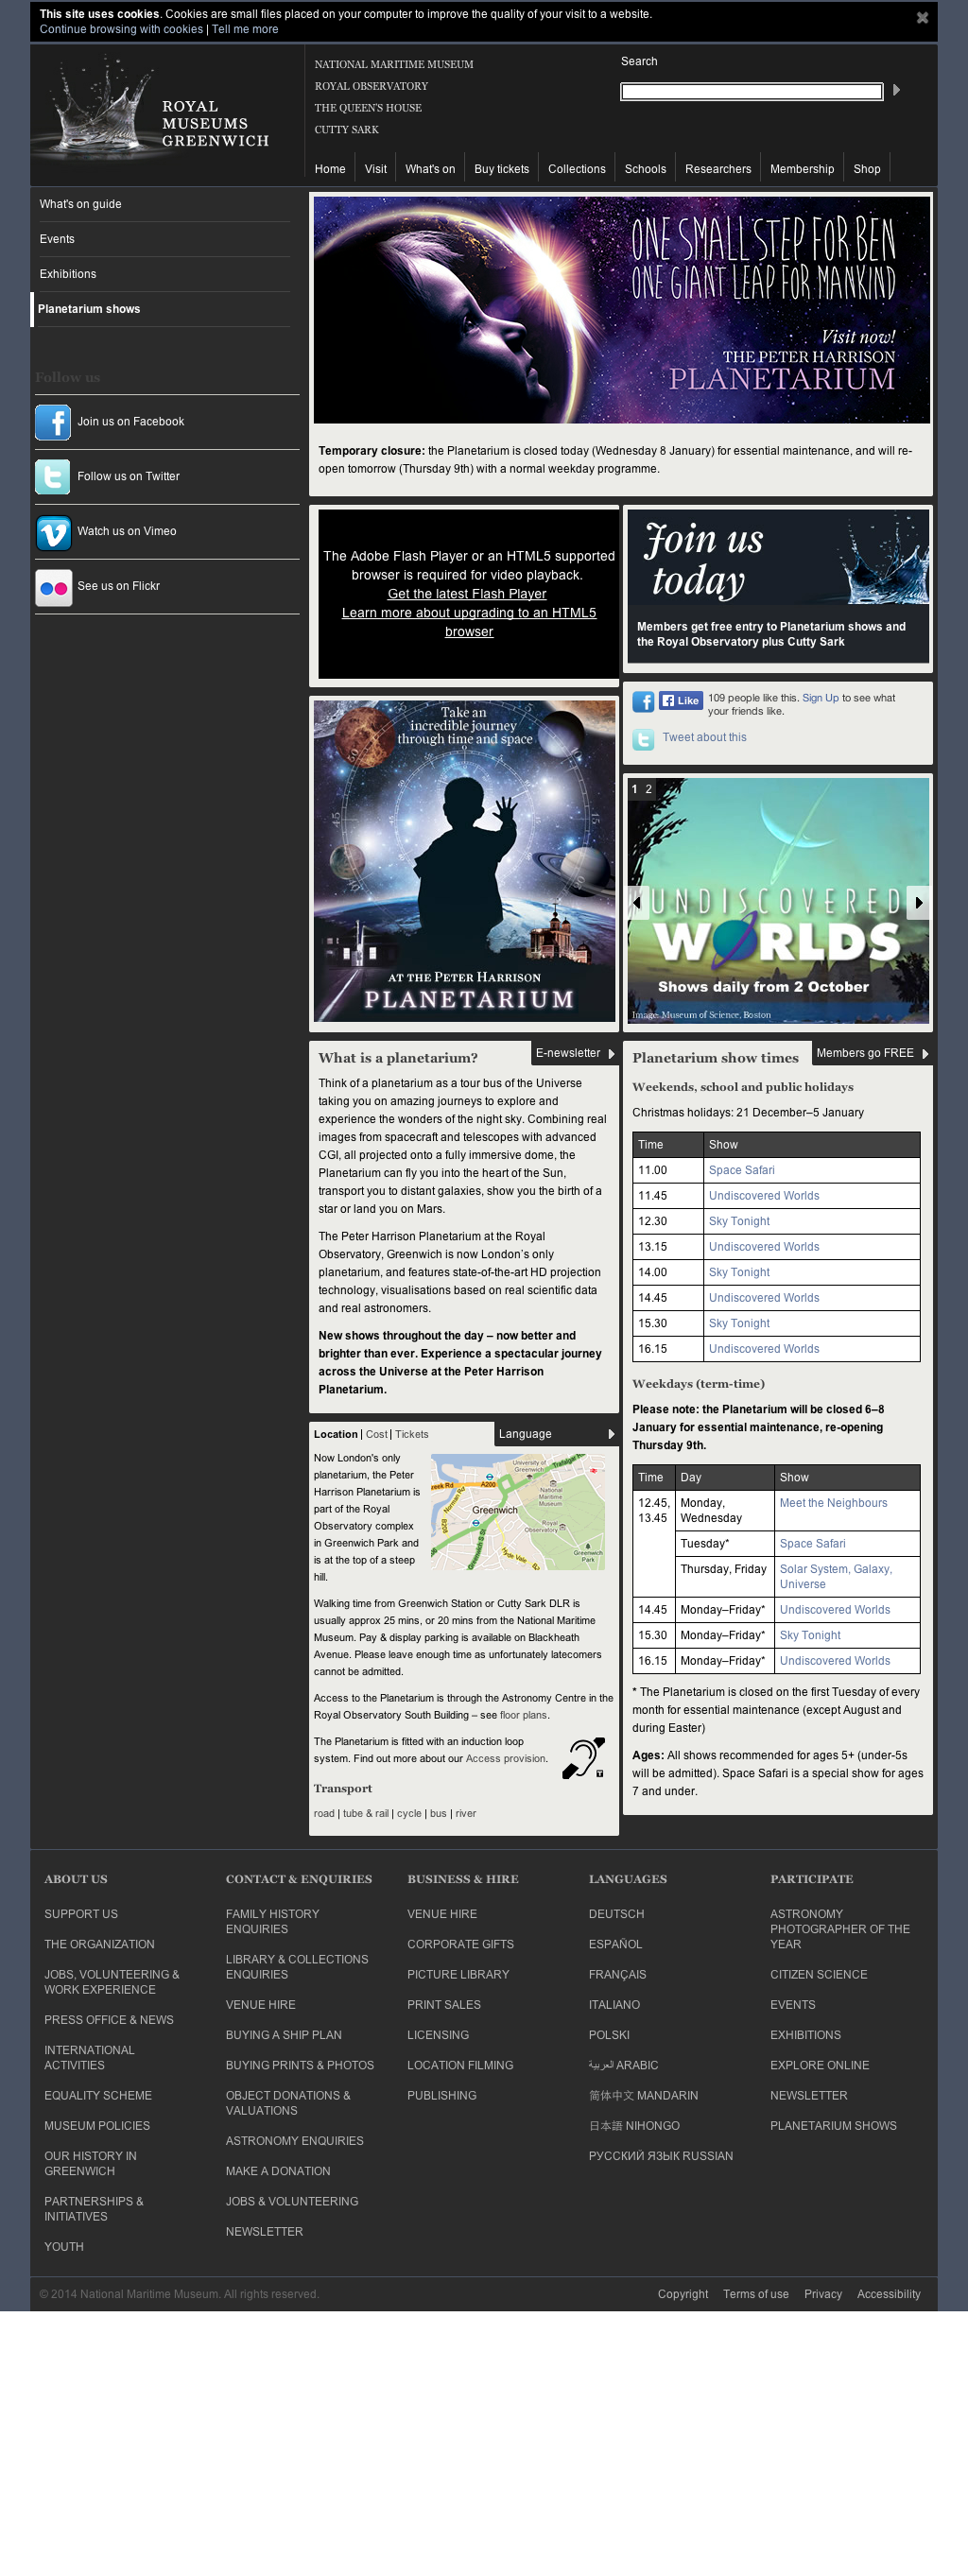 This site uses cookies. Cookies are small files placed on your computer to improve the quality of your visit to a website.
Continue browsing with cookies | Tell me more
ROYAL
MUSEUMS
GREENWICH
NATIONAL MARITIME MUSEUM
ROYAL OBSERVATORY
THE QUEEN'S HOUSE
CUTTY SARK
Search
Home
Visit
What's on
Buy tickets
Collections
Schools
Researchers
Membership
Shop
What's on guide
Events
Exhibitions
Planetarium shows
Follow us
Join us on Facebook
Follow us on Twitter
Watch us on Vimeo
See us on Flickr
ONE SMALL STEP FOR BEN
ONE GIANT LEAP FOR MANKIND
Visit now!
THE PETER HARRISON
PLANETARIUM
Temporary closure: the Planetarium is closed today (Wednesday 8 January) for essential maintenance, and will re-
open tomorrow (Thursday 9th) with a normal weekday programme.
The Adobe Flash Player or an HTML5 supported
browser is required for video playback.
Get the latest Flash Player
Learn more about upgrading to an HTML5
browser
Join us
today
Members get free entry to Planetarium shows and
the Royal Observatory plus Cutty Sark
Like
109 people like this. Sign Up to see what
your friends like.
Tweet about this
Take an
incredible journey
through time and space
0
45
15
AT THE PETER HARRISON
PLANETARIUM
1 2
UNDISCOVERED
WORLDS
Shows daily from 2 October
Image: Museum of Science, Boston
What is a planetarium?
E-newsletter
Think of a planetarium as a tour bus of the Universe
taking you on amazing journeys to explore and
experience the wonders of the night sky. Combining real
images from spacecraft and telescopes with advanced
CGI, all projected onto a fully immersive dome, the
Planetarium can fly you into the heart of the Sun,
transport you to distant galaxies, show you the birth of a
star or land you on Mars.
The Peter Harrison Planetarium at the Royal
Observatory, Greenwich is now London's only
planetarium, and features state-of-the-art HD projection
technology, visualisations based on real scientific data
and real astronomers.
New shows throughout the day – now better and
brighter than ever. Experience a spectacular journey
across the Universe at the Peter Harrison
Planetarium.
Location | Cost | Tickets
Language
Now London's only
planetarium, the Peter
Harrison Planetarium is
part of the Royal
Observatory complex
in Greenwich Park and
is at the top of a steep
hill.
University of
Greenwich
Trafalgar Rd
Creek Rd
A200
Norman Rd
National
Maritime
Museum
Greenwich
Royal
Observatory
Greenwich S St
Hyde Vale
Greenwich
Park
Walking time from Greenwich Station or Cutty Sark DLR is
usually approx 25 mins, or 20 mins from the National Maritime
Museum. Pay & display parking is available on Blackheath
Avenue. Please leave enough time as unfortunately latecomers
cannot be admitted.
Access to the Planetarium is through the Astronomy Centre in the
Royal Observatory South Building – see floor plans.
The Planetarium is fitted with an induction loop
system. Find out more about our Access provision.
T
Transport
road | tube & rail | cycle | bus | river
Planetarium show times
Members go FREE
Weekends, school and public holidays
Christmas holidays: 21 December–5 January
Time Show
11.00 Space Safari
11.45 Undiscovered Worlds
12.30 Sky Tonight
13.15 Undiscovered Worlds
14.00 Sky Tonight
14.45 Undiscovered Worlds
15.30 Sky Tonight
16.15 Undiscovered Worlds
Weekdays (term-time)
Please note: the Planetarium will be closed 6–8
January for essential maintenance, re-opening
Thursday 9th.
Time Day Show
12.45, Monday, Meet the Neighbours
13.45 Wednesday
Tuesday* Space Safari
Thursday, Friday Solar System, Galaxy,
Universe
14.45 Monday–Friday* Undiscovered Worlds
15.30 Monday–Friday* Sky Tonight
16.15 Monday–Friday* Undiscovered Worlds
* The Planetarium is closed on the first Tuesday of every
month for essential maintenance (except August and
during Easter)
Ages: All shows recommended for ages 5+ (under-5s
will be admitted). Space Safari is a special show for ages
7 and under.
ABOUT US
SUPPORT US
THE ORGANIZATION
JOBS, VOLUNTEERING &
WORK EXPERIENCE
PRESS OFFICE & NEWS
INTERNATIONAL
ACTIVITIES
EQUALITY SCHEME
MUSEUM POLICIES
OUR HISTORY IN
GREENWICH
PARTNERSHIPS &
INITIATIVES
YOUTH
CONTACT & ENQUIRIES
FAMILY HISTORY
ENQUIRIES
LIBRARY & COLLECTIONS
ENQUIRIES
VENUE HIRE
BUYING A SHIP PLAN
BUYING PRINTS & PHOTOS
OBJECT DONATIONS &
VALUATIONS
ASTRONOMY ENQUIRIES
MAKE A DONATION
JOBS & VOLUNTEERING
NEWSLETTER
BUSINESS & HIRE
VENUE HIRE
CORPORATE GIFTS
PICTURE LIBRARY
PRINT SALES
LICENSING
LOCATION FILMING
PUBLISHING
LANGUAGES
DEUTSCH
ESPAÑOL
FRANÇAIS
ITALIANO
POLSKI
العربية ARABIC
简体中文 MANDARIN
日本語 NIHONGO
РУССКИЙ ЯЗЫК RUSSIAN
PARTICIPATE
ASTRONOMY
PHOTOGRAPHER OF THE
YEAR
CITIZEN SCIENCE
EVENTS
EXHIBITIONS
EXPLORE ONLINE
NEWSLETTER
PLANETARIUM SHOWS
© 2014 National Maritime Museum. All rights reserved.
Copyright
Terms of use
Privacy
Accessibility